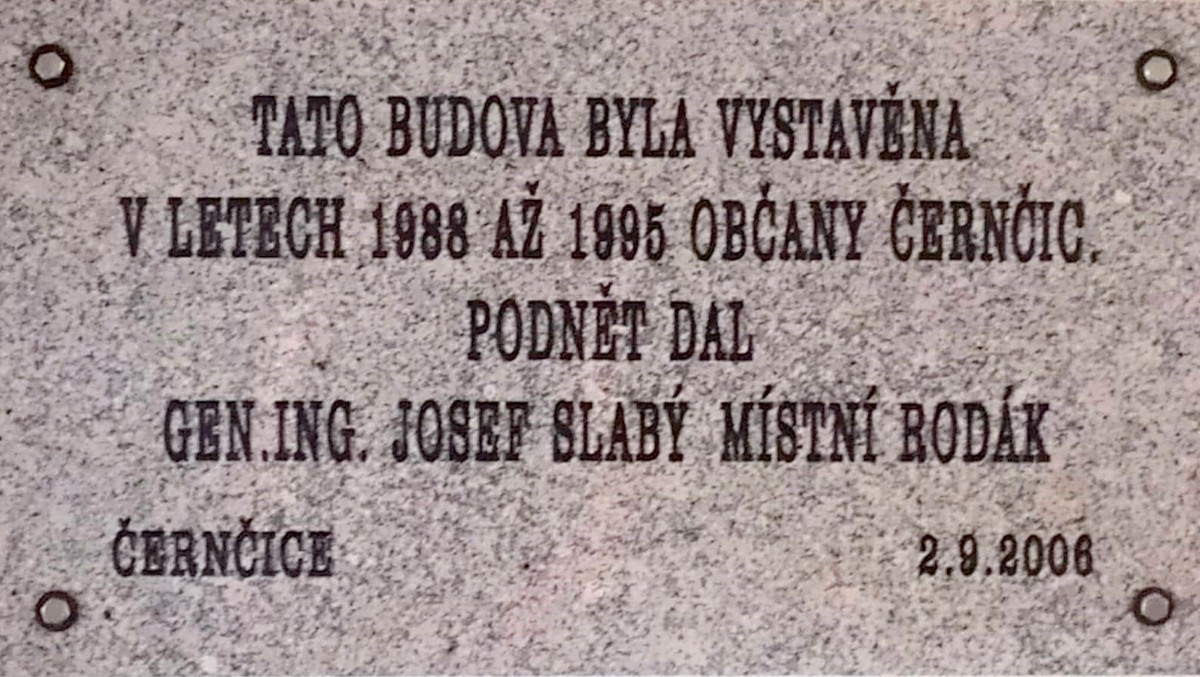 TATO BUDOVA BYLA VYSTAVĚNA
V LETECH 1988 AŽ 1995 OBČANY ČERNČIC.
PODNĚT DAL
GEN.ING. JOSEF SLABÝ MÍSTNÍ RODÁK
ČERNČICE 2.9.2006